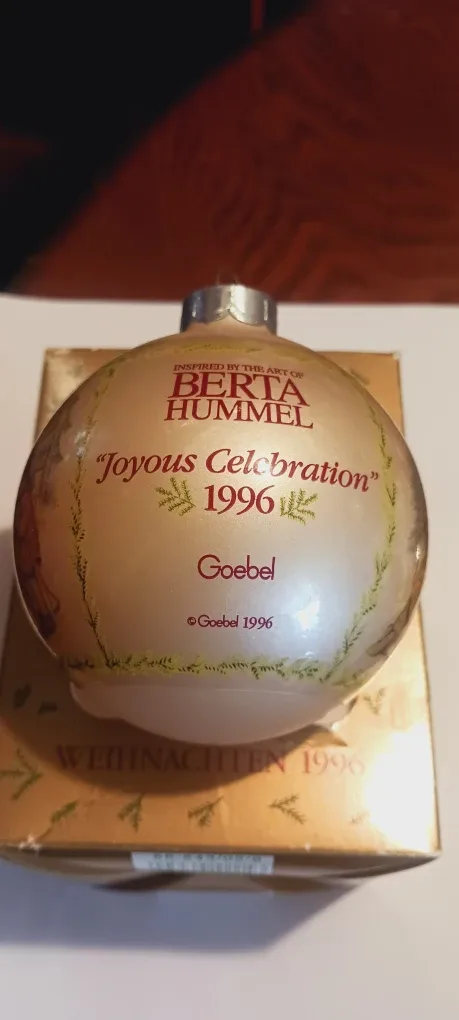 INSPIRED BY THE ART OF
BERTA
HUMMEL
"Joyous Celebration"
1996
Goebel
© Goebel 1996
WEIHNACHTEN 1996